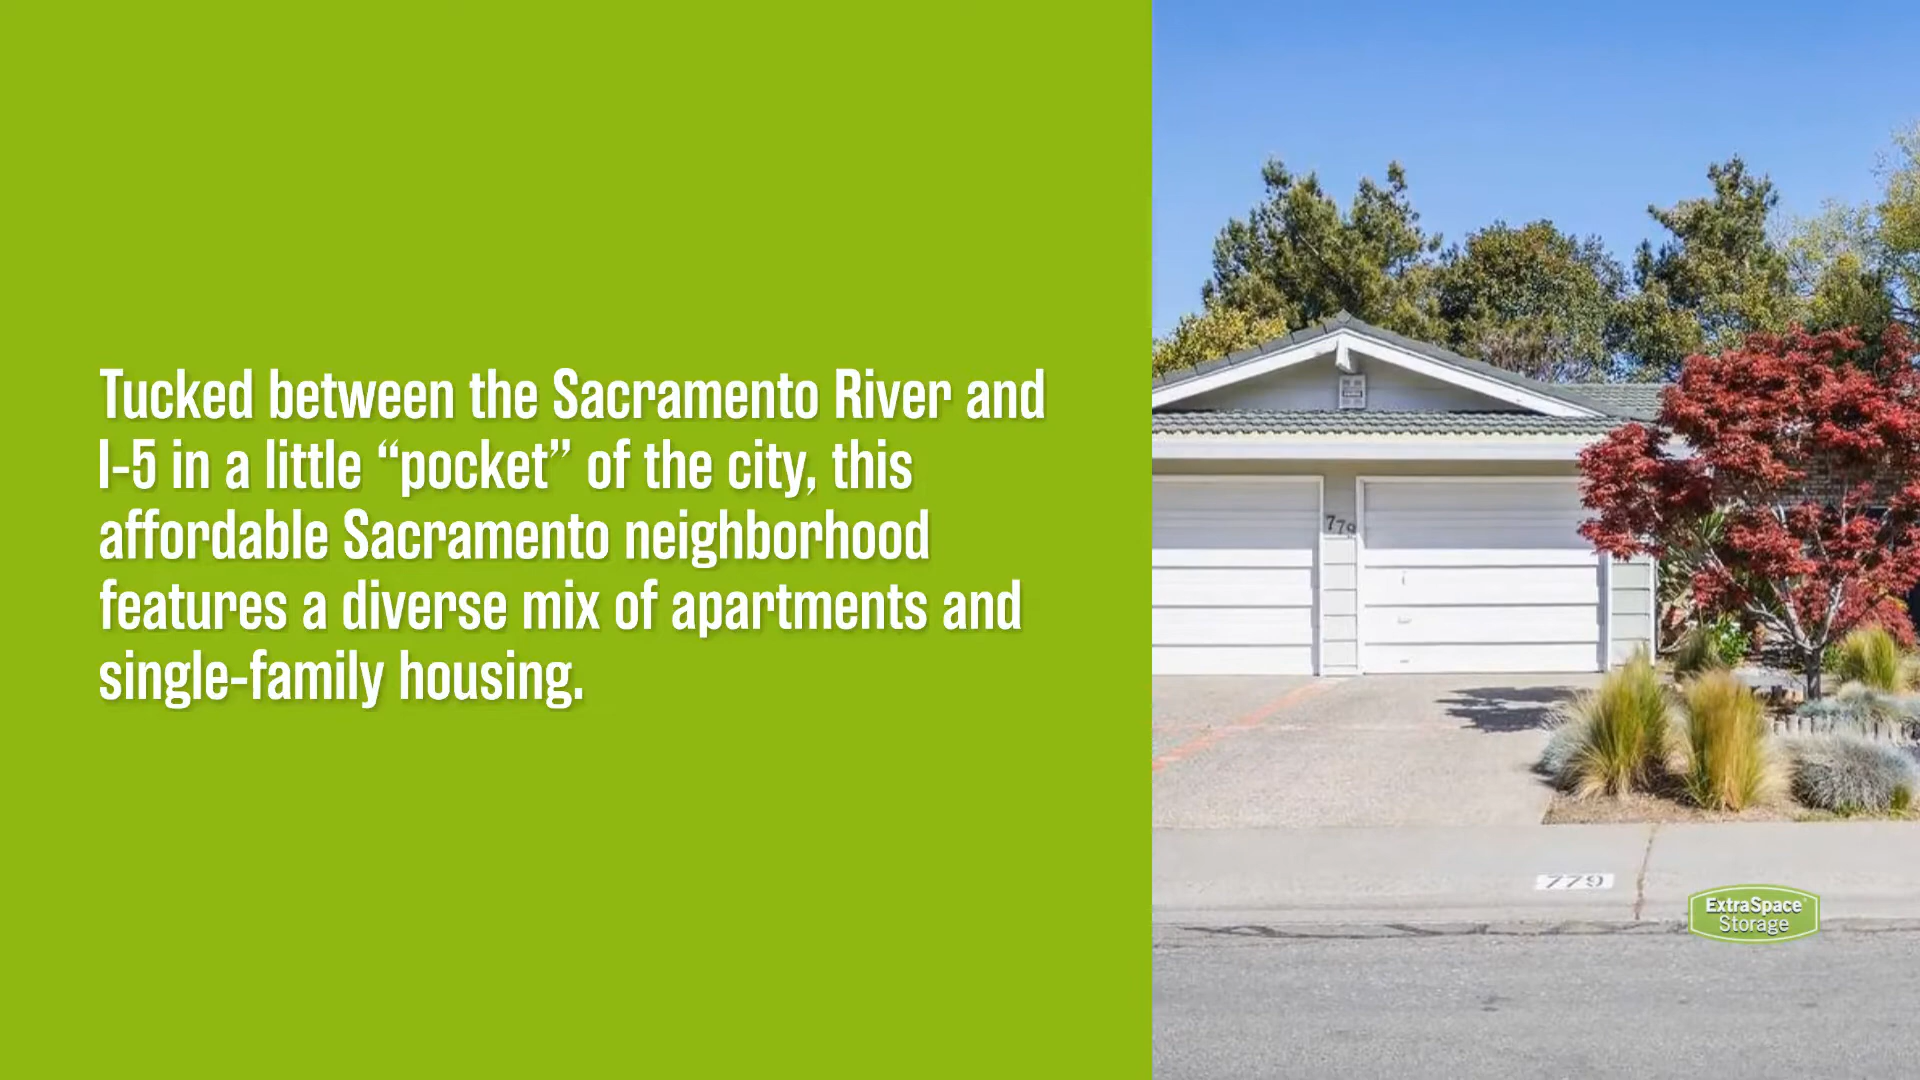 Tucked between the Sacramento River and
I-5 in a little “pocket” of the city, this
affordable Sacramento neighborhood
features a diverse mix of apartments and
single-family housing.
779
779
ExtraSpace
Storage